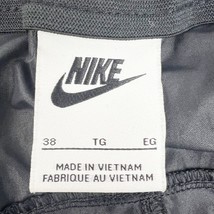 NIKE
38 TG EG
MADE IN VIETNAM
FABRIQUE AU VIETNAM